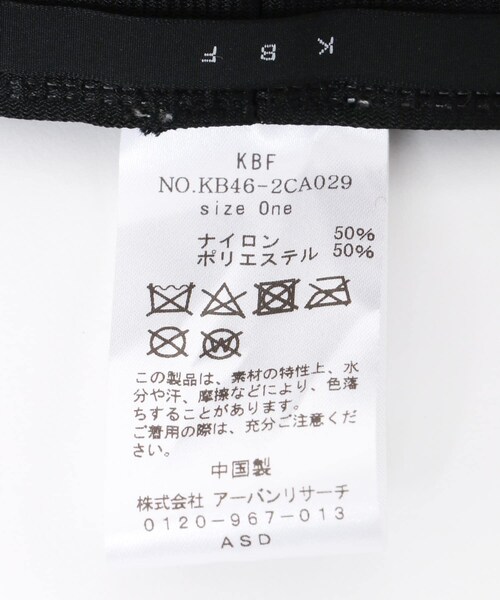 KBF
KBF
NO.KB46-2CA029
size One
ナイロン 50%
ポリエステル 50%
W
この製品は、素材の特性上、水
分や汗、摩擦などにより、色落
ちすることがあります。
ご着用の際は、充分ご注意くだ
さい。
中国製
株式会社 アーバンリサーチ
0120-967-013
ASD